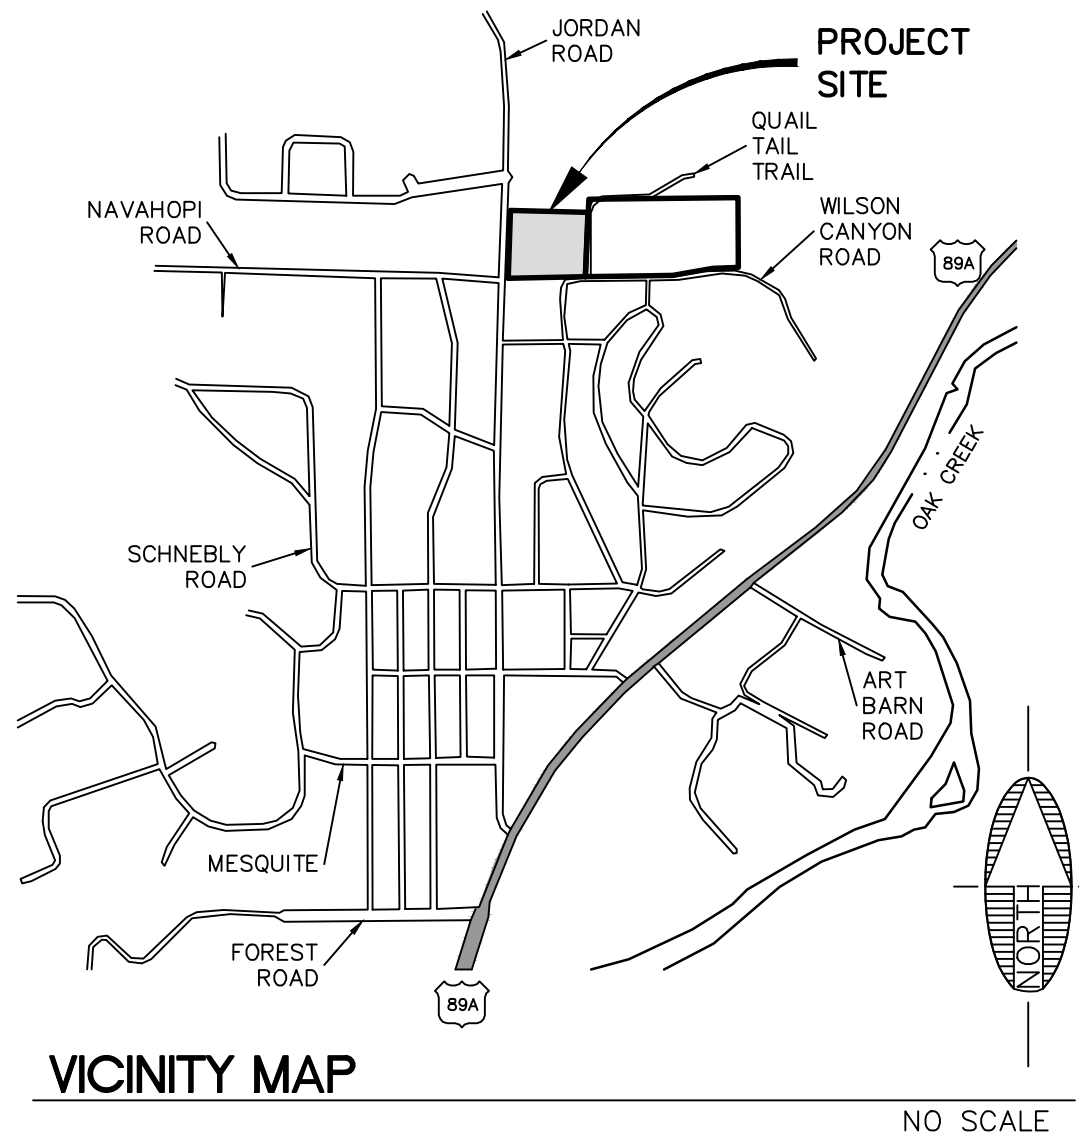 JORDAN
ROAD
PROJECT
SITE
QUAIL
TAIL
TRAIL
NAVAHOPI
ROAD
WILSON
CANYON
ROAD
89A
OAK CREEK
SCHNEBLY
ROAD
ART
BARN
ROAD
MESQUITE
NORTH
FOREST
ROAD
89A
VICINITY MAP
NO SCALE